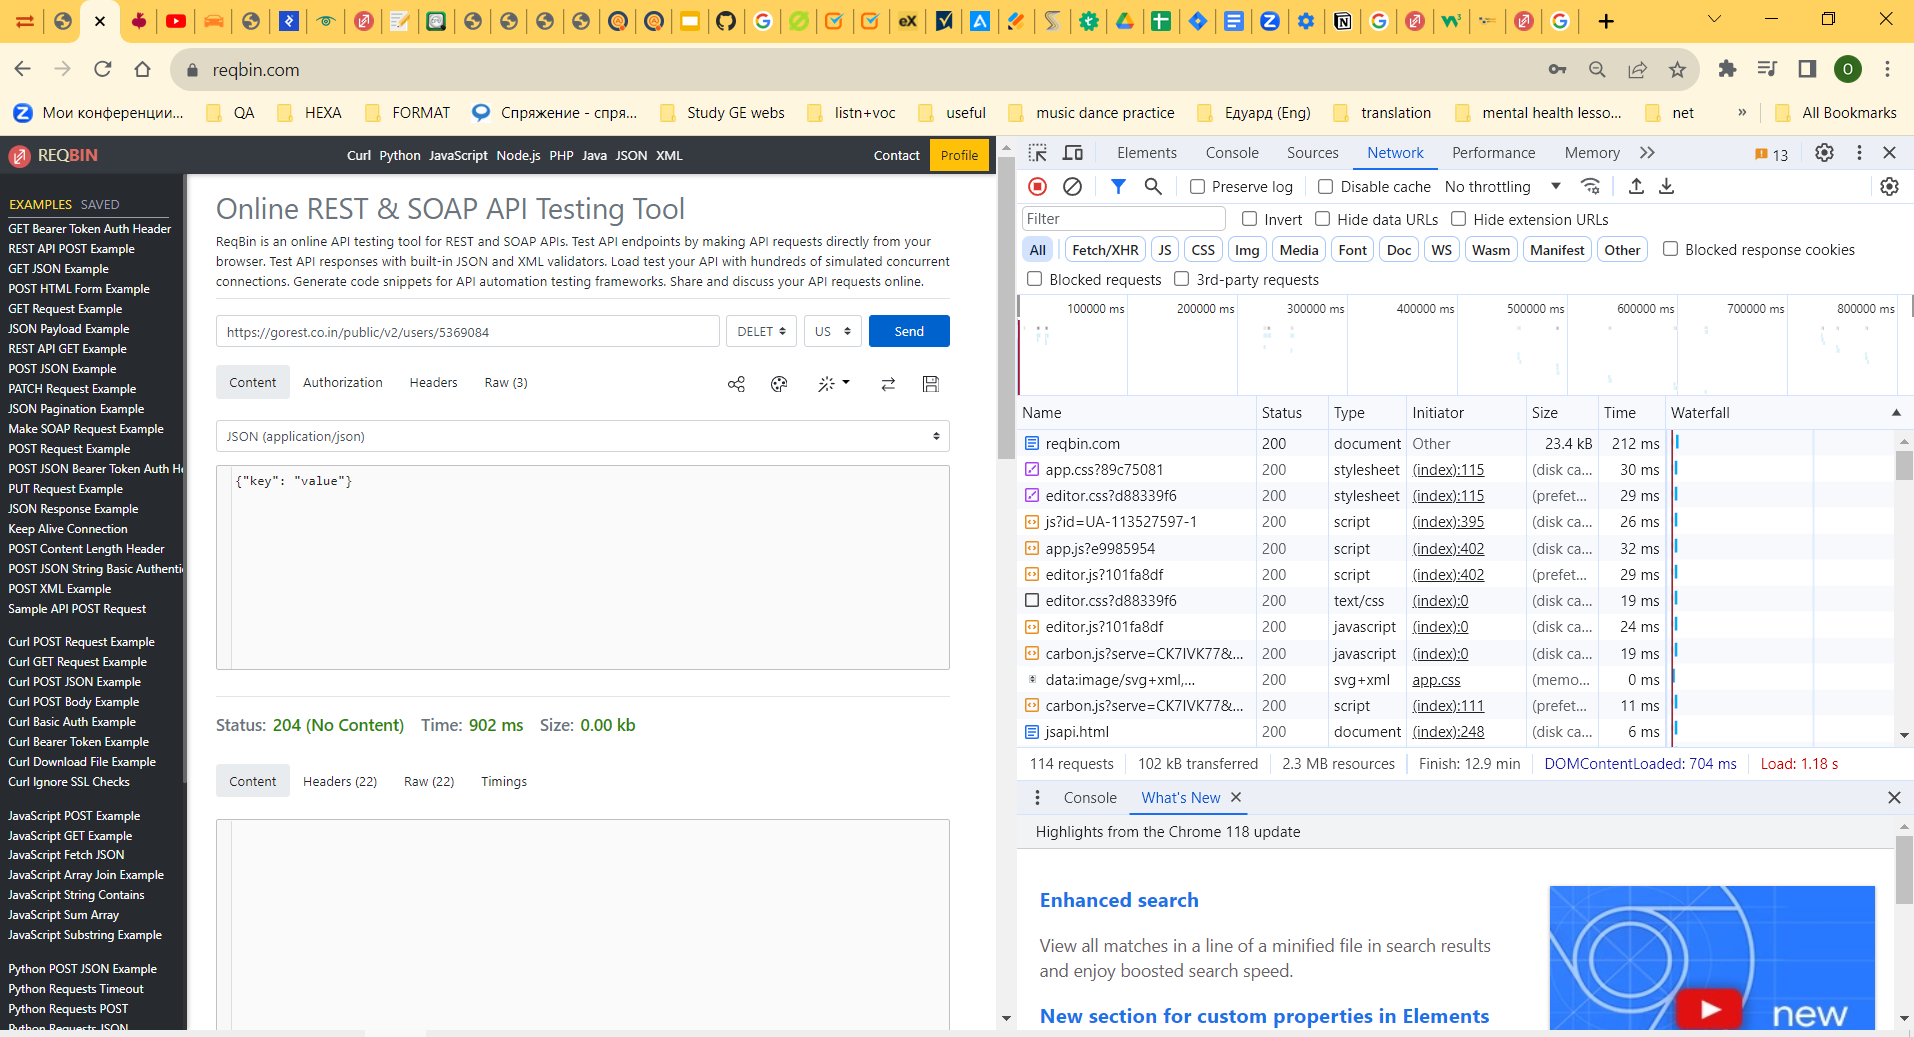 reqbin.com
Мои конференции...
QA
HEXA
FORMAT
Спряжение - спря...
Study GE webs
listn+voc
useful
music dance practice
Едуард (Eng)
translation
mental health lesso...
net
»
All Bookmarks
REQBIN
Curl Python JavaScript Node.js PHP Java JSON XML
Contact
Profile
EXAMPLES SAVED
GET Bearer Token Auth Header
REST API POST Example
GET JSON Example
POST HTML Form Example
GET Request Example
JSON Payload Example
REST API GET Example
POST JSON Example
PATCH Request Example
JSON Pagination Example
Make SOAP Request Example
POST Request Example
POST JSON Bearer Token Auth He
PUT Request Example
JSON Response Example
Keep Alive Connection
POST Content Length Header
POST JSON String Basic Authenti
POST XML Example
Sample API POST Request
Curl POST Request Example
Curl GET Request Example
Curl POST JSON Example
Curl POST Body Example
Curl Basic Auth Example
Curl Bearer Token Example
Curl Download File Example
Curl Ignore SSL Checks
JavaScript POST Example
JavaScript GET Example
JavaScript Fetch JSON
JavaScript Array Join Example
JavaScript String Contains
JavaScript Sum Array
JavaScript Substring Example
Python POST JSON Example
Python Requests Timeout
Python Requests POST
Python Requests JSON
Online REST & SOAP API Testing Tool
ReqBin is an online API testing tool for REST and SOAP APIs. Test API endpoints by making API requests directly from your
browser. Test API responses with built-in JSON and XML validators. Load test your API with hundreds of simulated concurrent
connections. Generate code snippets for API automation testing frameworks. Share and discuss your API requests online.
https://gorest.co.in/public/v2/users/5369084
DELET
US
Send
Content
Authorization
Headers
Raw (3)
JSON (application/json)
{"key": "value"}
Status: 204 (No Content) Time: 902 ms Size: 0.00 kb
Content
Headers (22)
Raw (22)
Timings
Elements
Console
Sources
Network
Performance
Memory
13
Preserve log
Disable cache
No throttling
Filter
Invert
Hide data URLs
Hide extension URLs
All
Fetch/XHR
JS
CSS
Img
Media
Font
Doc
WS
Wasm
Manifest
Other
Blocked response cookies
Blocked requests
3rd-party requests
100000 ms 200000 ms 300000 ms 400000 ms 500000 ms 600000 ms 700000 ms 800000 ms
Name Status Type Initiator Size Time Waterfall
reqbin.com 200 document Other 23.4 kB 212 ms
app.css?89c75081 200 stylesheet (index):115 (disk ca... 30 ms
editor.css?d88339f6 200 stylesheet (index):115 (prefet... 29 ms
js?id=UA-113527597-1 200 script (index):395 (disk ca... 26 ms
app.js?e9985954 200 script (index):402 (disk ca... 32 ms
editor.js?101fa8df 200 script (index):402 (prefet... 29 ms
editor.css?d88339f6 200 text/css (index):0 (disk ca... 19 ms
editor.js?101fa8df 200 javascript (index):0 (disk ca... 24 ms
carbon.js?serve=CK7IVK77&... 200 javascript (index):0 (disk ca... 19 ms
data:image/svg+xml,... 200 svg+xml app.css (memo... 0 ms
carbon.js?serve=CK7IVK77&... 200 script (index):111 (prefet... 11 ms
jsapi.html 200 document (index):248 (disk ca... 6 ms
114 requests 102 kB transferred 2.3 MB resources Finish: 12.9 min DOMContentLoaded: 704 ms Load: 1.18 s
Console
What's New
Highlights from the Chrome 118 update
Enhanced search
View all matches in a line of a minified file in search results
and enjoy boosted search speed.
New section for custom properties in Elements
new